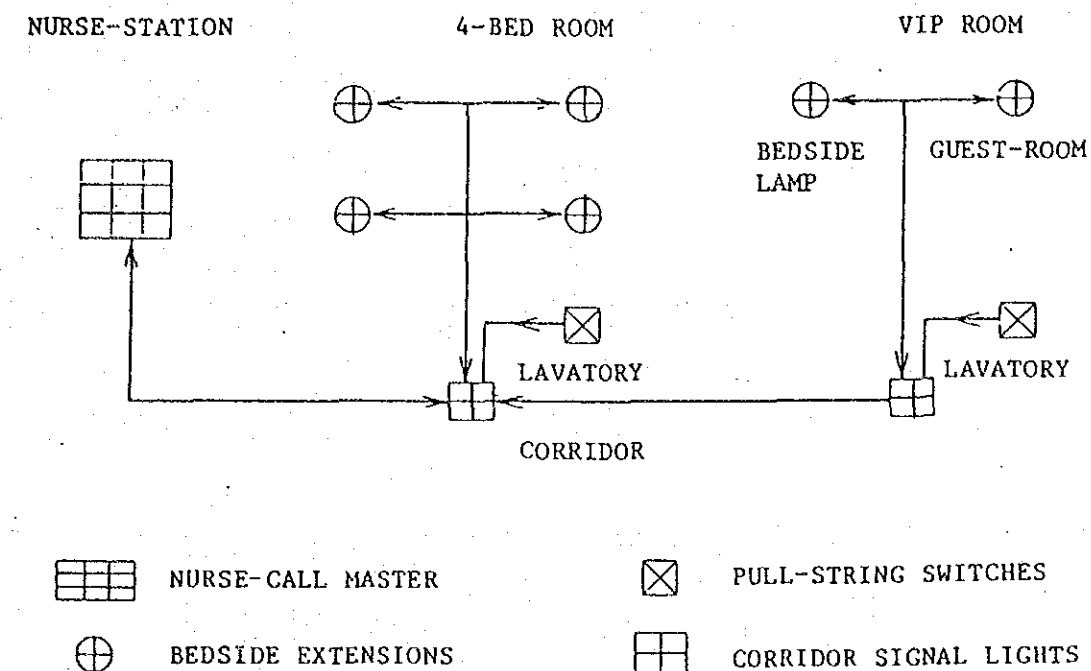 NURSE-STATION
4-BED ROOM
VIP ROOM
BEDSIDE
LAMP
GUEST-ROOM
LAVATORY
LAVATORY
CORRIDOR
NURSE-CALL MASTER
PULL-STRING SWITCHES
BEDSIDE EXTENSIONS
CORRIDOR SIGNAL LIGHTS